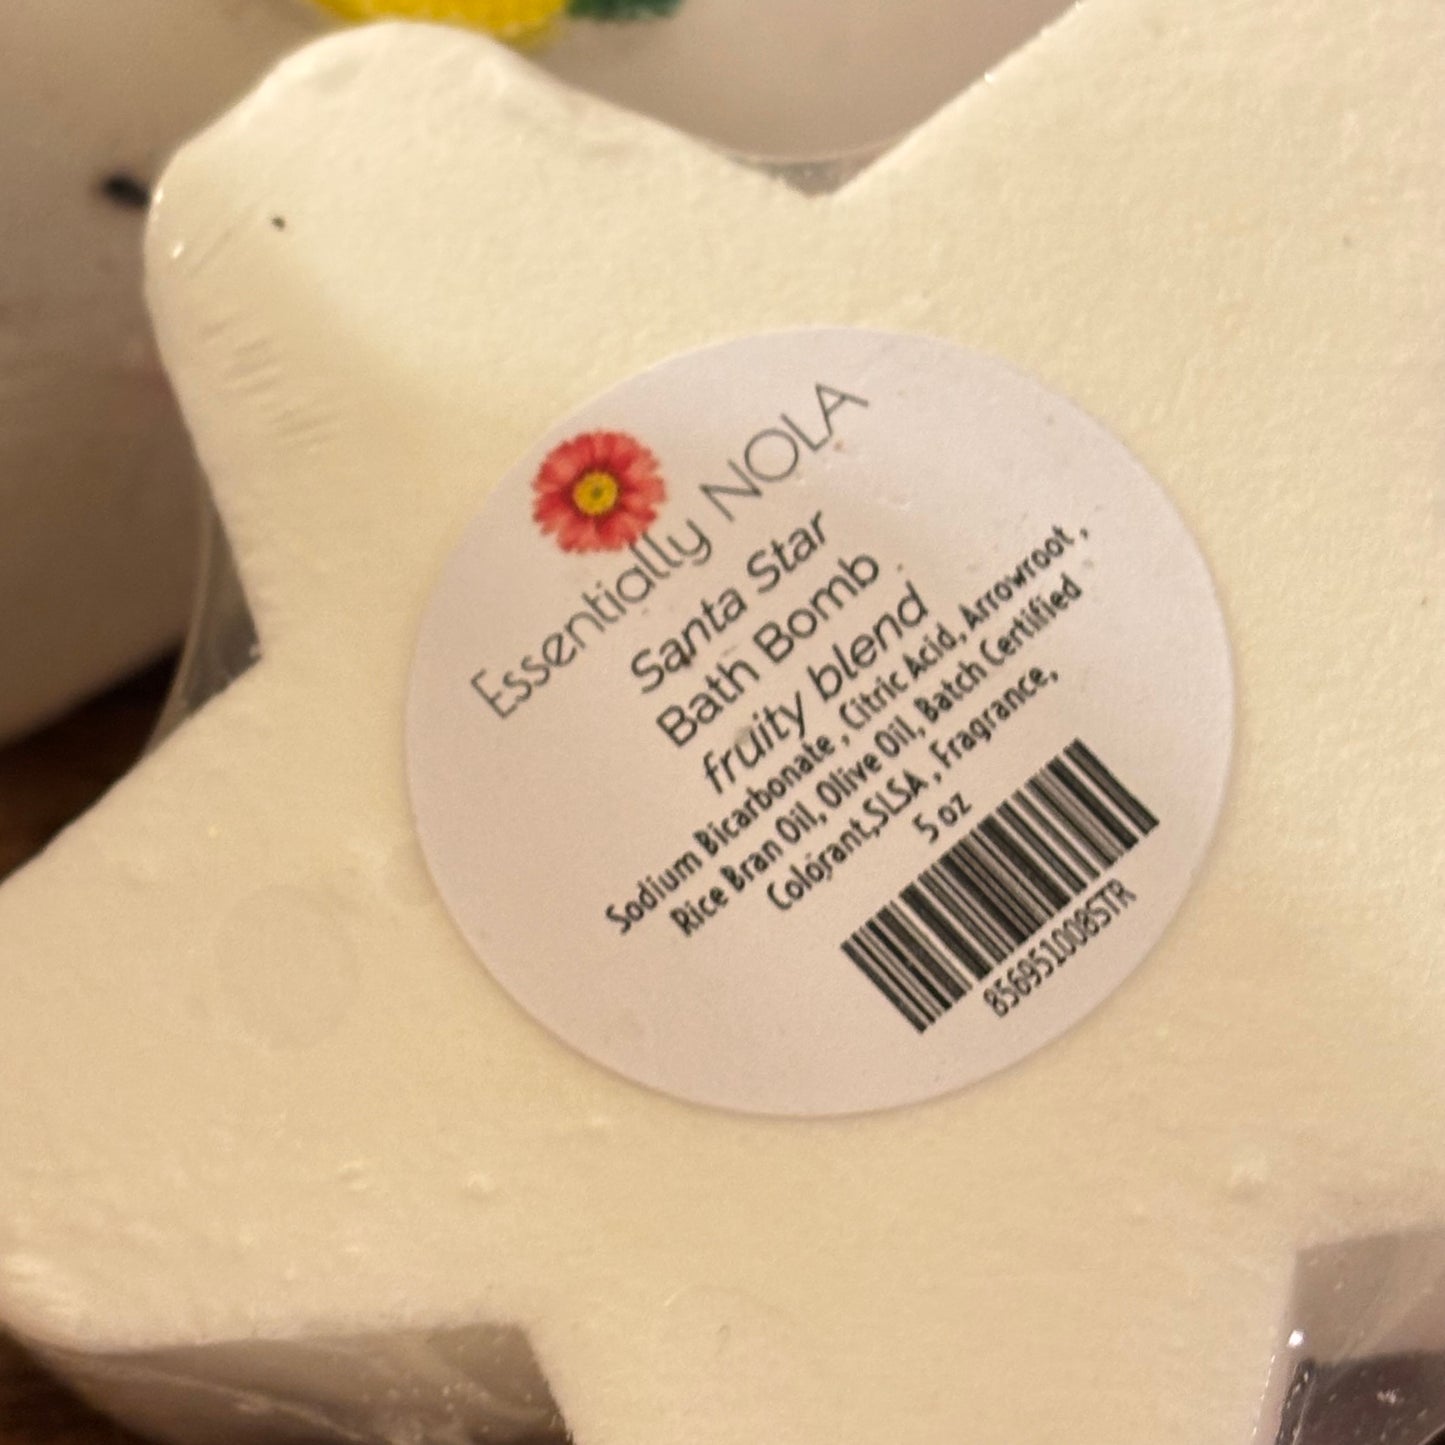 Essentially NOLA
Santa Star
Bath Bomb
fruity blend
Sodium Bicarbonate , Citric Acid, Arrowroot ,
Rice Bran Oil, Olive Oil, Batch Certified
Colorant,SLSA , Fragrance,
5 oz
856951008STR